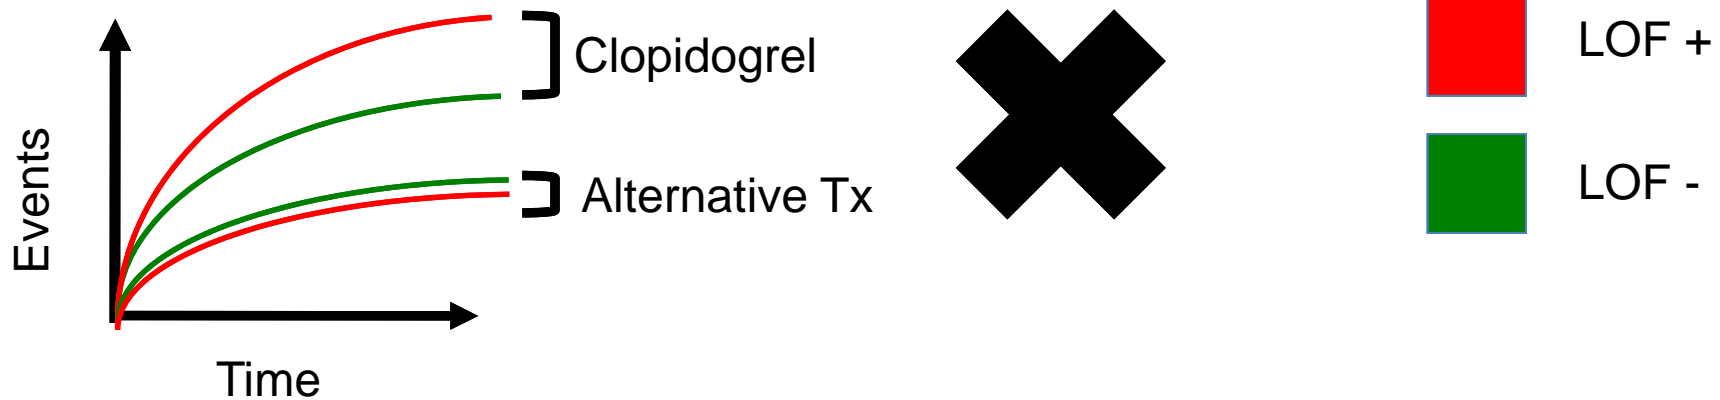 Clopidogrel
Alternative Tx
Events
Time
LOF +
LOF -